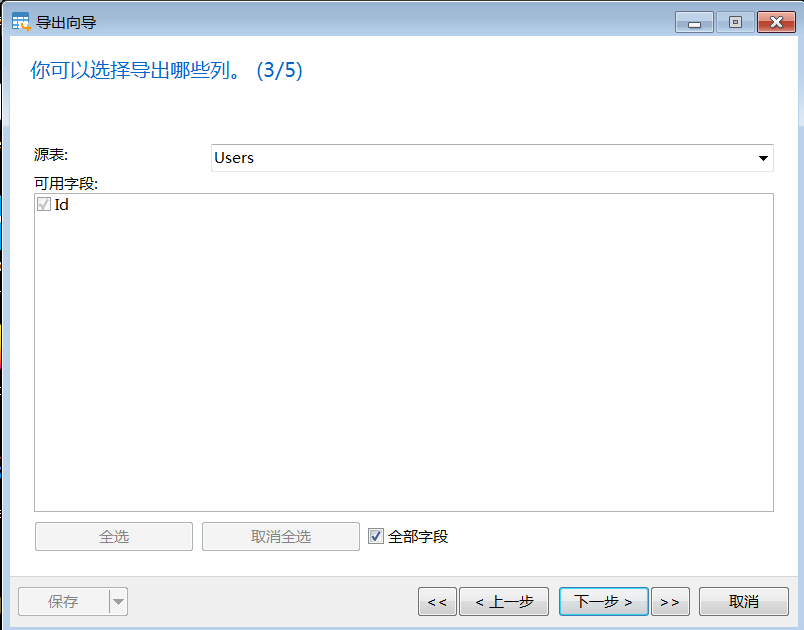 导出向导
你可以选择导出哪些列。 (3/5)
源表: Users
可用字段:
Id
全选 取消全选 全部字段
保存 << < 上一步 下一步 > >> 取消